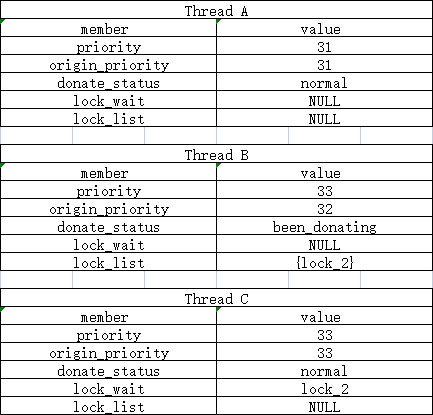 Thread A
member value
priority 31
origin_priority 31
donate_status normal
lock_wait NULL
lock_list NULL
Thread B
member value
priority 33
origin_priority 32
donate_status been_donating
lock_wait NULL
lock_list {lock_2}
Thread C
member value
priority 33
origin_priority 33
donate_status normal
lock_wait lock_2
lock_list NULL